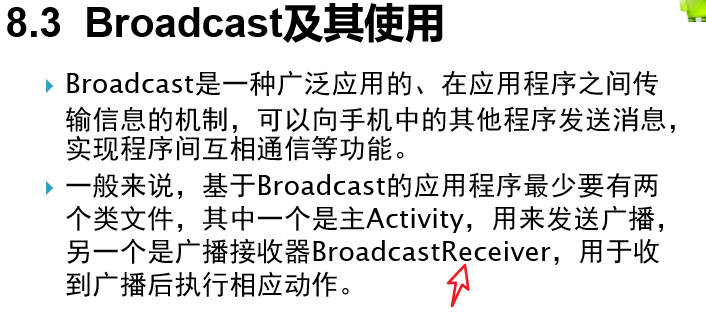 8.3 Broadcast及其使用
Broadcast是一种广泛应用的、在应用程序之间传
输信息的机制，可以向手机中的其他程序发送消息，
实现程序间互相通信等功能。
一般来说，基于Broadcast的应用程序最少要有两
个类文件，其中一个是主Activity，用来发送广播，
另一个是广播接收器BroadcastReceiver，用于收
到广播后执行相应动作。